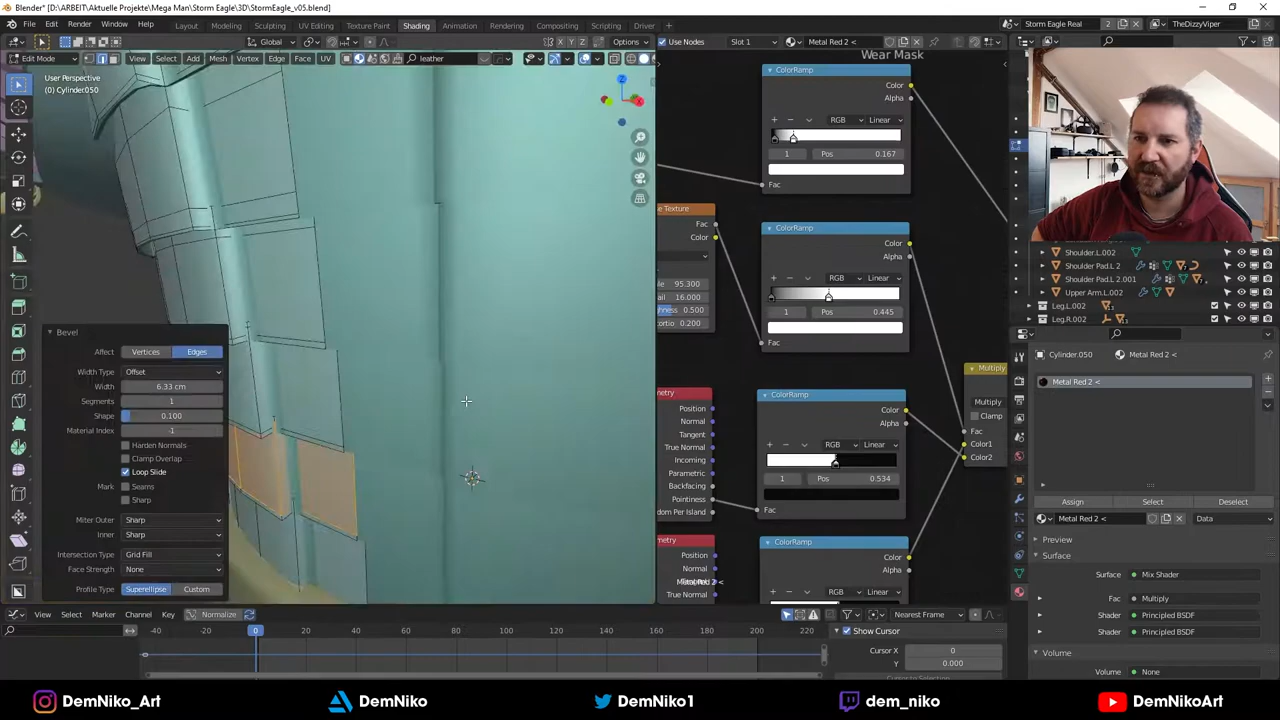 Blender* [D:\ARBEIT\Aktuelle Projekte\Mega Man\Storm Eagle\3D\StormEagle_v05.blend]
File Edit Render Window Help Layout Modeling Sculpting UV Editing Texture Paint Shading Animation Rendering Compositing Scripting Driver
Storm Eagle Real 2 TheDizzyViper
Global Options
Use Nodes Slot 1 Metal Red 2 <
Edit Mode View Select Add Mesh Vertex Edge Face UV leather
User Perspective
(0) Cylinder050
Wear Mask
ColorRamp
Color
Alpha
RGB Linear
1 Pos 0.167
Fac
e Texture
Fac
Color
95.300
16.000
0.500
0.200
ColorRamp
Color
Alpha
RGB Linear
1 Pos 0.445
Fac
Position
Normal
Tangent
True Normal
Incoming
Parametric
Backfacing
Pointiness
Position
Normal
Metal Red 2 <
True Normal
ColorRamp
Color
Alpha
RGB Linear
1 Pos 0.534
Fac
ColorRamp
Color
Alpha
RGB Linear
Multiply
Multiply
Clamp
Fac
Color1
Color2
Bevel
Affect Vertices Edges
Width Type Offset
Width 6.33 cm
Segments 1
Shape 0.100
Material Index -1
Harden Normals
Clamp Overlap
Loop Slide
Mark Seams
Sharp
Miter Outer Sharp
Inner Sharp
Intersection Type Grid Fill
Face Strength None
Profile Type Superellipse Custom
Shoulder.L.002
Shoulder Pad.L 2
Shoulder Pad.L 2.001
Upper Arm.L.002
Leg.L.002
Leg.R.002
Cylinder.050 Metal Red 2 <
Metal Red 2 <
Assign Select Deselect
Metal Red 2 < Data
Preview
Surface
Surface Mix Shader
Fac Multiply
Shader Principled BSDF
Shader Principled BSDF
Volume
Volume None
View Select Marker Channel Key Normalize Nearest Frame
-40 -20 0 20 40 60 80 100 120 140 160 180 200 220
Show Cursor
Cursor X 0
Y 0.000
DemNiko_Art DemNiko DemNiko1 dem_niko DemNikoArt